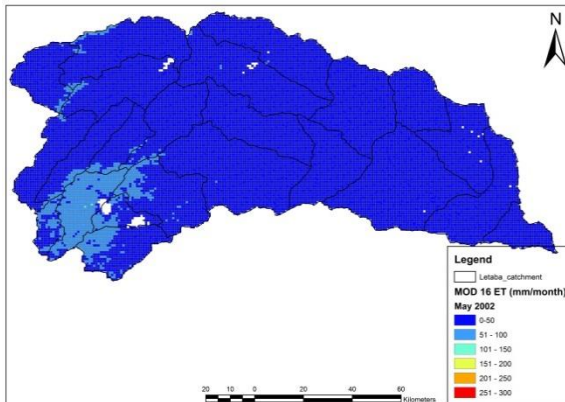 N
Legend
Letaba_catchment
MOD 16 ET (mm/month)
May 2002
0-50
51 - 100
101 - 150
151 - 200
201 - 250
251 - 300
20 10 0 20 40 60
Kilometers